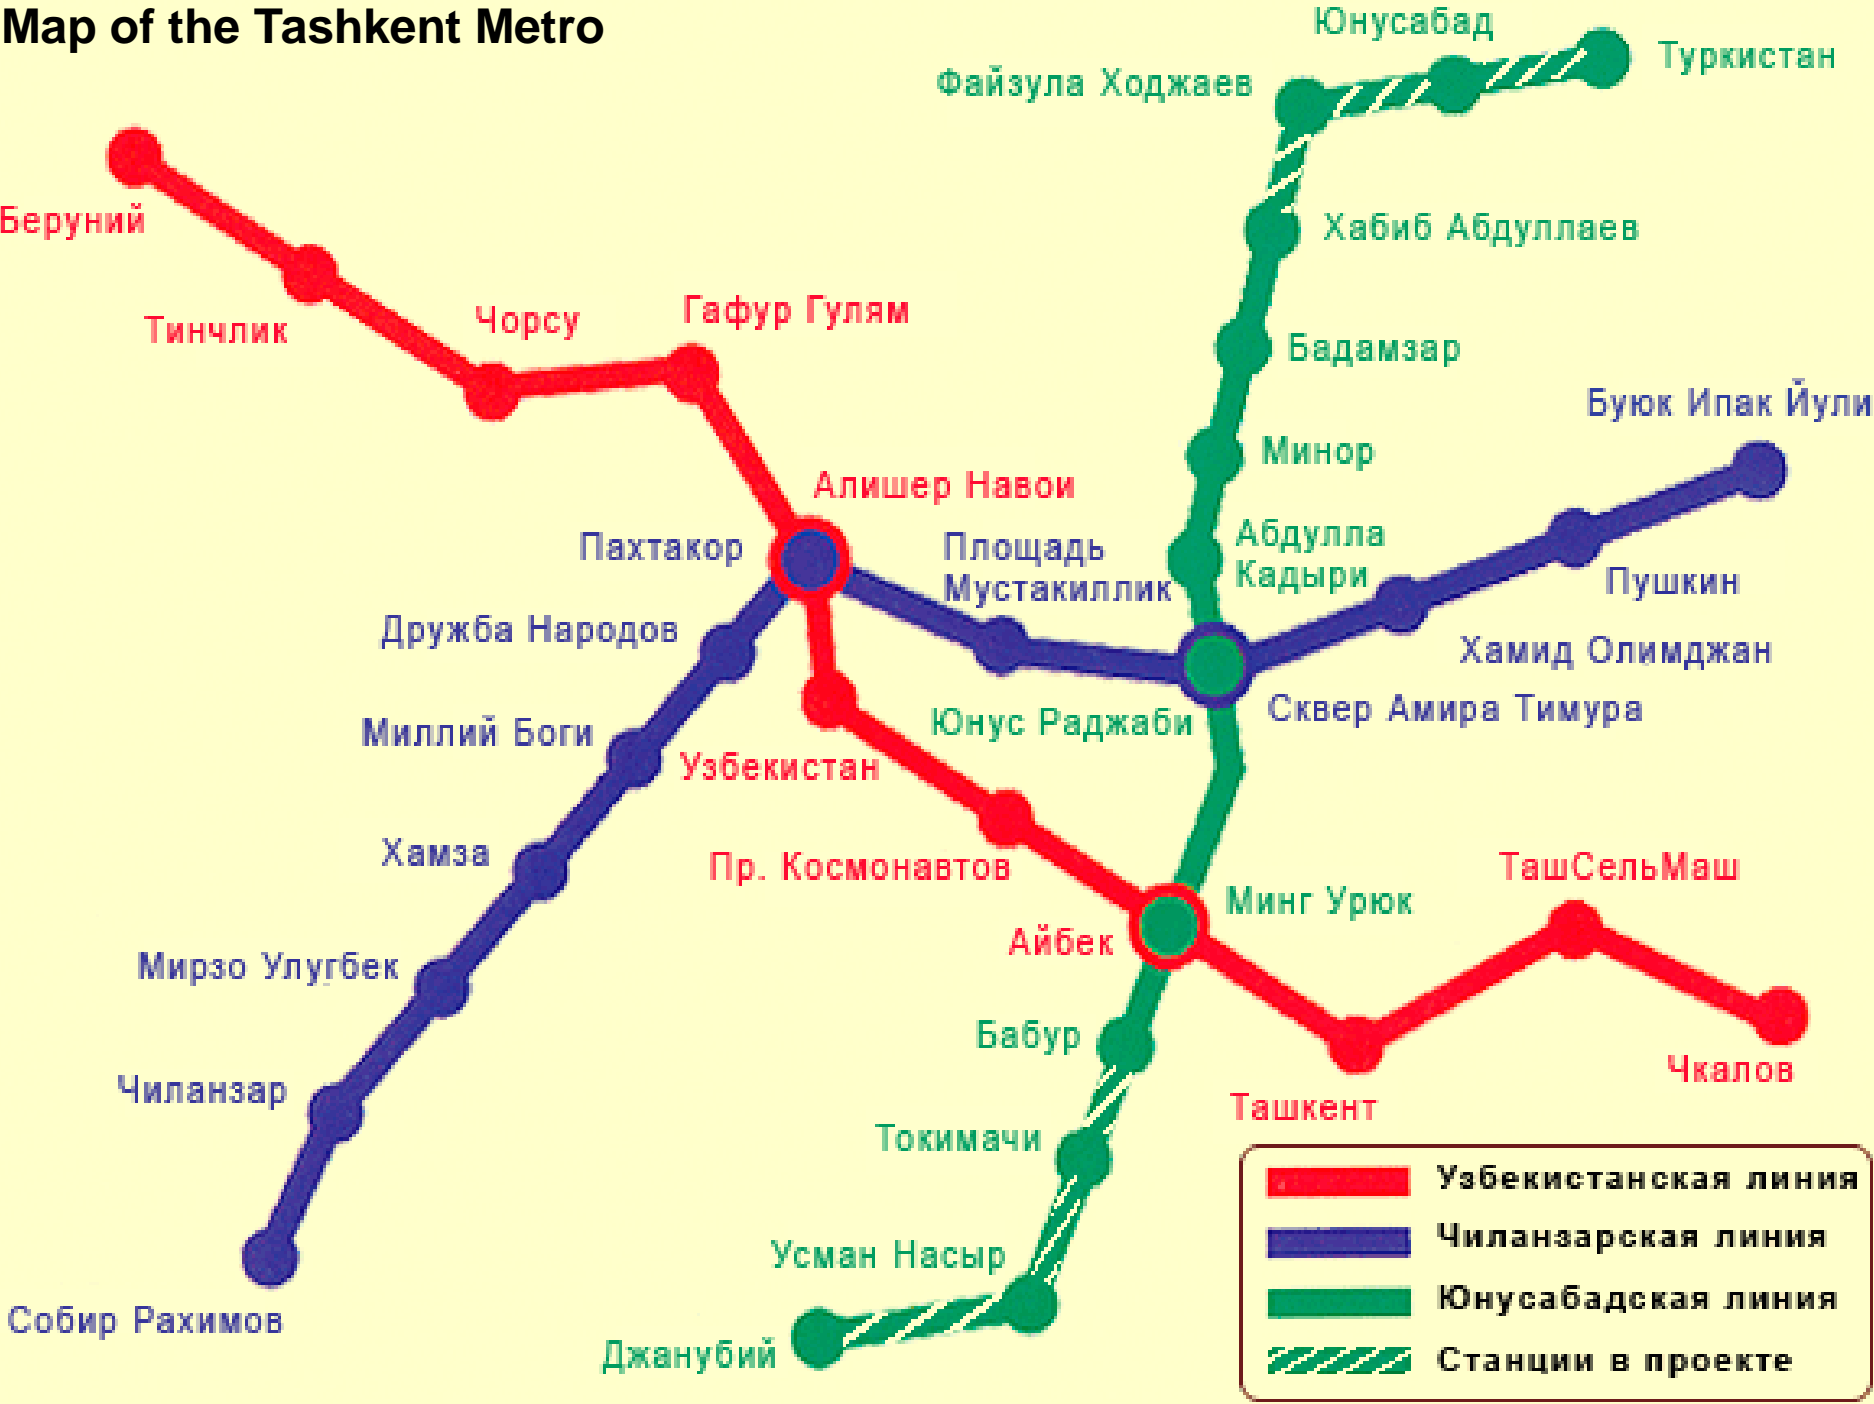 Map of the Tashkent Metro
Юнусабад
Туркистан
Файзула Ходжаев
Беруний
Хабиб Абдуллаев
Тинчлик
Чорсу
Гафур Гулям
Бадамзар
Буюк Ипак Йули
Минор
Алишер Навои
Пахтакор
Площадь
Мустакиллик
Абдулла
Кадыри
Пушкин
Дружба Народов
Хамид Олимджан
Юнус Раджаби
Сквер Амира Тимура
Миллий Боги
Узбекистан
Хамза
Пр. Космонавтов
ТашСельМаш
Минг Урюк
Айбек
Мирзо Улугбек
Бабур
Чкалов
Чиланзар
Ташкент
Токимачи
Усман Насыр
Собир Рахимов
Джанубий
Узбекистанская линия
Чиланзарская линия
Юнусабадская линия
Станции в проекте